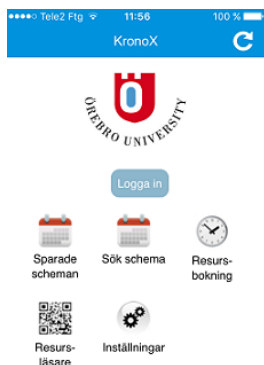 Tele2 Ftg 11:56 100 %
KronoX
Ö
ÖREBRO UNIVERSITY
Logga in
Sparade scheman
Sök schema
Resurs-
bokning
Resurs-
läsare
Inställningar